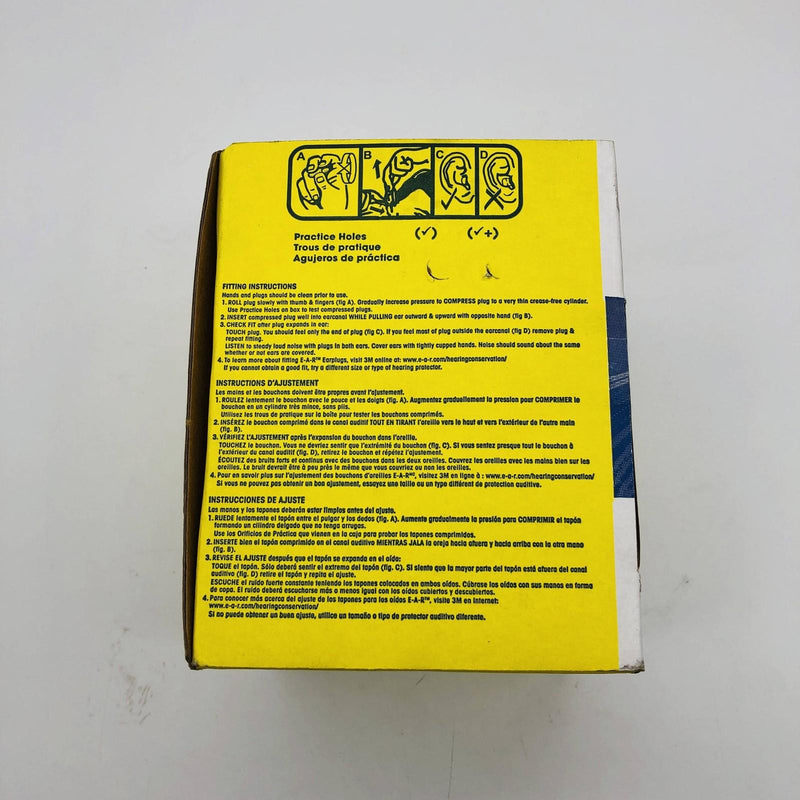 A B C D
Practice Holes (✓) (✓+)
Trous de pratique
Agujeros de práctica
FITTING INSTRUCTIONS
Hands and plugs should be clean prior to use.
1. ROLL plug slowly with thumb & fingers (fig A). Gradually increase pressure to COMPRESS plug to a very thin crease-free cylinder.
Use Practice Holes on box to test compressed plugs.
2. INSERT compressed plug well into earcanal WHILE PULLING ear outward & upward with opposite hand (fig B).
3. CHECK FIT after plug expands in ear:
TOUCH plug. You should feel only the end of plug (fig C). If you feel most of plug outside the earcanal (fig D) remove plug &
repeat fitting.
LISTEN to steady loud noise with plugs in both ears. Cover ears with tightly cupped hands. Noise should sound about the same
whether or not ears are covered.
4. To learn more about fitting E-A-R™ Earplugs, visit 3M online at: www.e-a-r.com/hearingconservation/
If you cannot obtain a good fit, try a different size or type of hearing protector.
INSTRUCTIONS D'AJUSTEMENT
Les mains et les bouchons doivent être propres avant l'ajustement.
1. ROULEZ lentement le bouchon avec le pouce et les doigts (fig. A). Augmentez graduellement la pression pour COMPRIMER le
bouchon en un cylindre très mince, sans plis.
Utilisez les trous de pratique sur la boîte pour tester les bouchons comprimés.
2. INSÉREZ le bouchon comprimé dans le canal auditif TOUT EN TIRANT l'oreille vers le haut et vers l'extérieur de l'autre main
(fig. B).
3. VÉRIFIEZ L'AJUSTEMENT après l'expansion du bouchon dans l'oreille.
TOUCHEZ le bouchon. Vous ne devriez sentir que l'extrémité du bouchon (fig. C). Si vous sentez presque tout le bouchon à
l'extérieur du canal auditif (fig. D), retirez le bouchon et répétez l'ajustement.
ÉCOUTEZ des bruits forts et continus avec des bouchons dans les deux oreilles. Couvrez les oreilles avec les mains bien sur les
oreilles. Le bruit devrait être à peu près le même que vous couvriez ou non les oreilles.
4. Pour en savoir plus sur l'ajustement des bouchons d'oreilles E-A-Rᴹᶜ, visitez 3M en ligne à : www.e-a-r.com/hearingconservation/
Si vous ne pouvez pas obtenir un bon ajustement, essayez une taille ou un type différent de protection auditive.
INSTRUCCIONES DE AJUSTE
Las manos y los tapones deberán estar limpios antes del ajuste.
1. RUEDE lentamente el tapón entre el pulgar y los dedos (fig. A). Aumente gradualmente la presión para COMPRIMIR el tapón
formando un cilindro delgado que no tenga arrugas.
Use los Orificios de Práctica que vienen en la caja para probar los tapones comprimidos.
2. INSERTE bien el tapón comprimido en el canal auditivo MIENTRAS JALA la oreja hacia afuera y hacia arriba con la otra mano
(fig. B).
3. REVISE EL AJUSTE después que el tapón se expanda en el oído:
TOQUE el tapón. Sólo deberá sentir el extremo del tapón (fig. C). Si siente que la mayor parte del tapón está afuera del canal
auditivo (fig. D) retire el tapón y repita el ajuste.
ESCUCHE el ruido fuerte constante teniendo los tapones colocados en ambos oídos. Cúbrase los oídos con sus manos en forma
de copa. El ruido deberá escucharse más o menos igual con los oídos cubiertos y descubiertos.
4. Para conocer más acerca del ajuste de los tapones para los oídos E-A-R™, visite 3M en Internet:
www.e-a-r.com/hearingconservation/
Si no puede obtener un buen ajuste, utilice un tamaño o tipo de protector auditivo diferente.